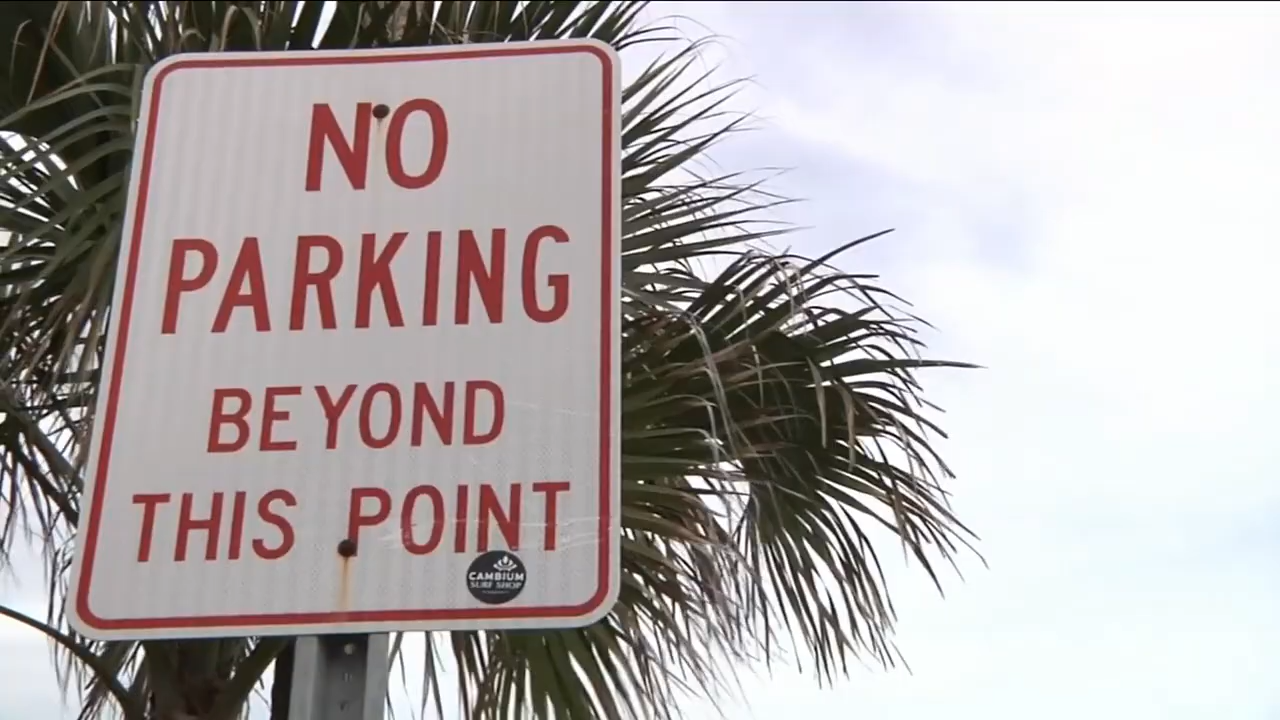 NO
PARKING
BEYOND
THIS POINT
CAMBIUM
SURF SHOP